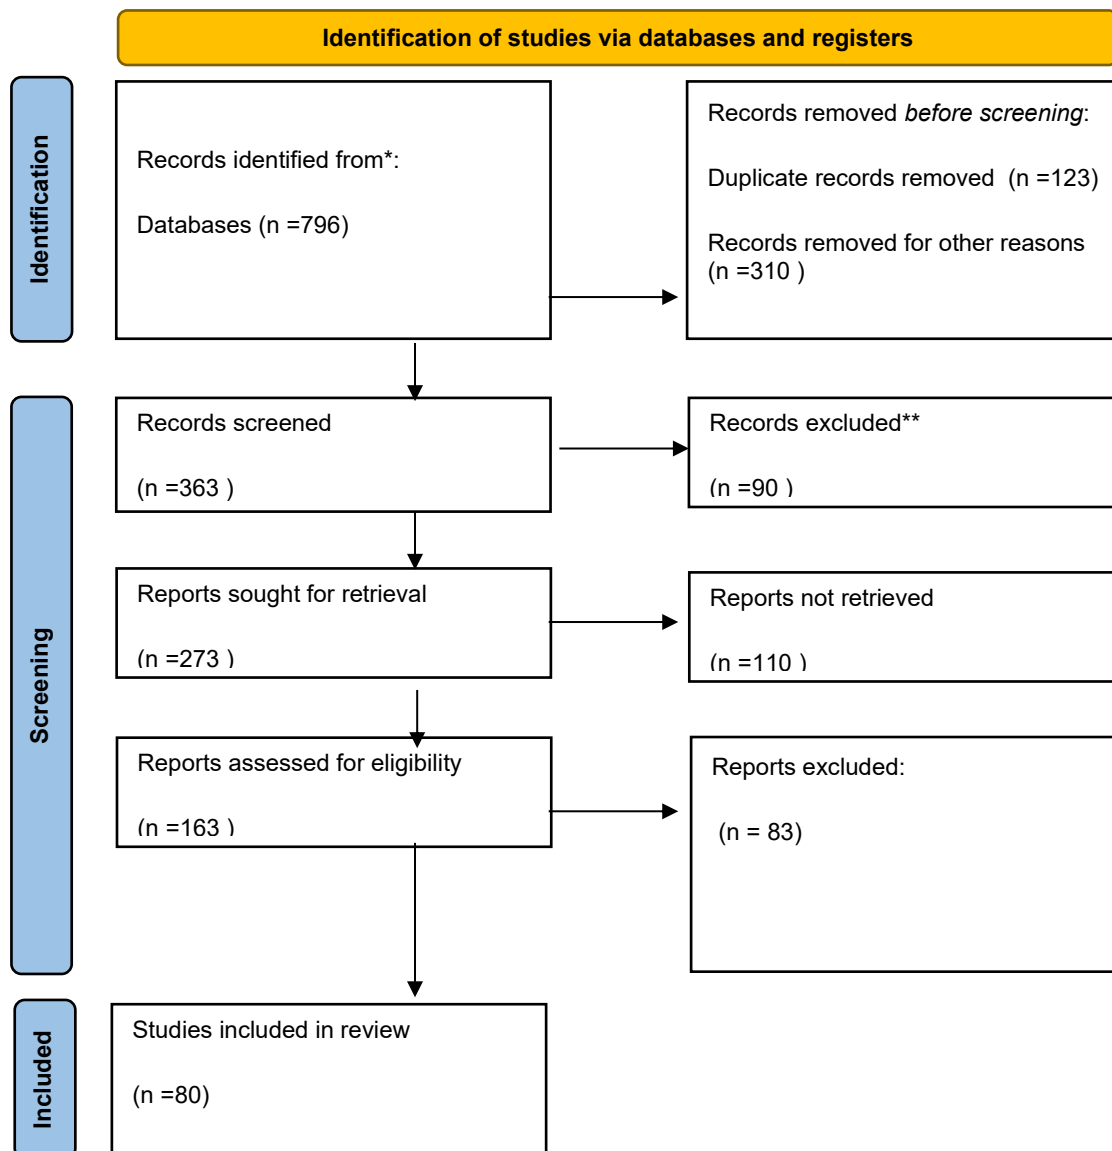 Identification of studies via databases and registers
Identification
Records identified from*:
Databases (n =796)
Records removed before screening:
Duplicate records removed  (n =123)
Records removed for other reasons
(n =310 )
Screening
Records screened
(n =363 )
Records excluded**
(n =90 )
Reports sought for retrieval
(n =273 )
Reports not retrieved
(n =110 )
Reports assessed for eligibility
(n =163 )
Reports excluded:
(n = 83)
Included
Studies included in review
(n =80)